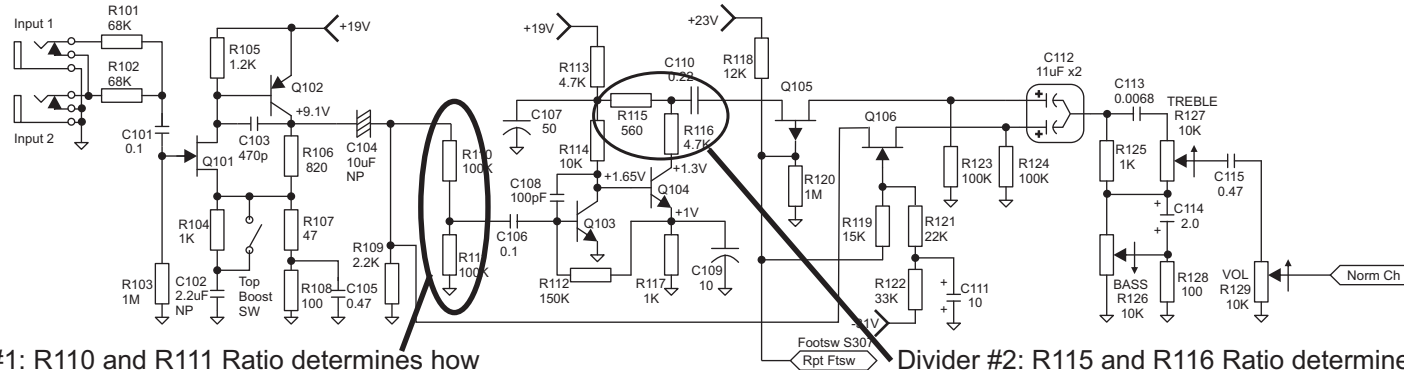 Input 1
Input 2
R101
68K
R102
68K
C101
0.1
R103
1M
R105
1.2K
Q102
+19V
+9.1V
C103
470p
Q101
R104
1K
C102
2.2uF
NP
Top
Boost
SW
R106
820
R107
47
R108
100
C105
0.47
C104
10uF
NP
R109
2.2K
R110
100K
R11
100K
C106
0.1
C108
100pF
R112
150K
+19V
R113
4.7K
C107
50
R114
10K
+1.65V
Q103
R115
560
C110
0.22
R116
4.7K
+1.3V
Q104
+1V
R117
1K
C109
10
+23V
R118
12K
Q105
R120
1M
Q106
R119
15K
R121
22K
R122
33K
C111
+
+
10
-31V
Footsw S307
Rpt Ftsw
R123
100K
R124
100K
C112
11uF x2
+
+
C113
0.0068
TREBLE
R127
10K
R125
1K
C115
0.47
+
C114
+
2.0
BASS
R126
10K
R128
100
VOL
R129
10K
Norm Ch
#1: R110 and R111 Ratio determines how
Divider #2: R115 and R116 Ratio determine